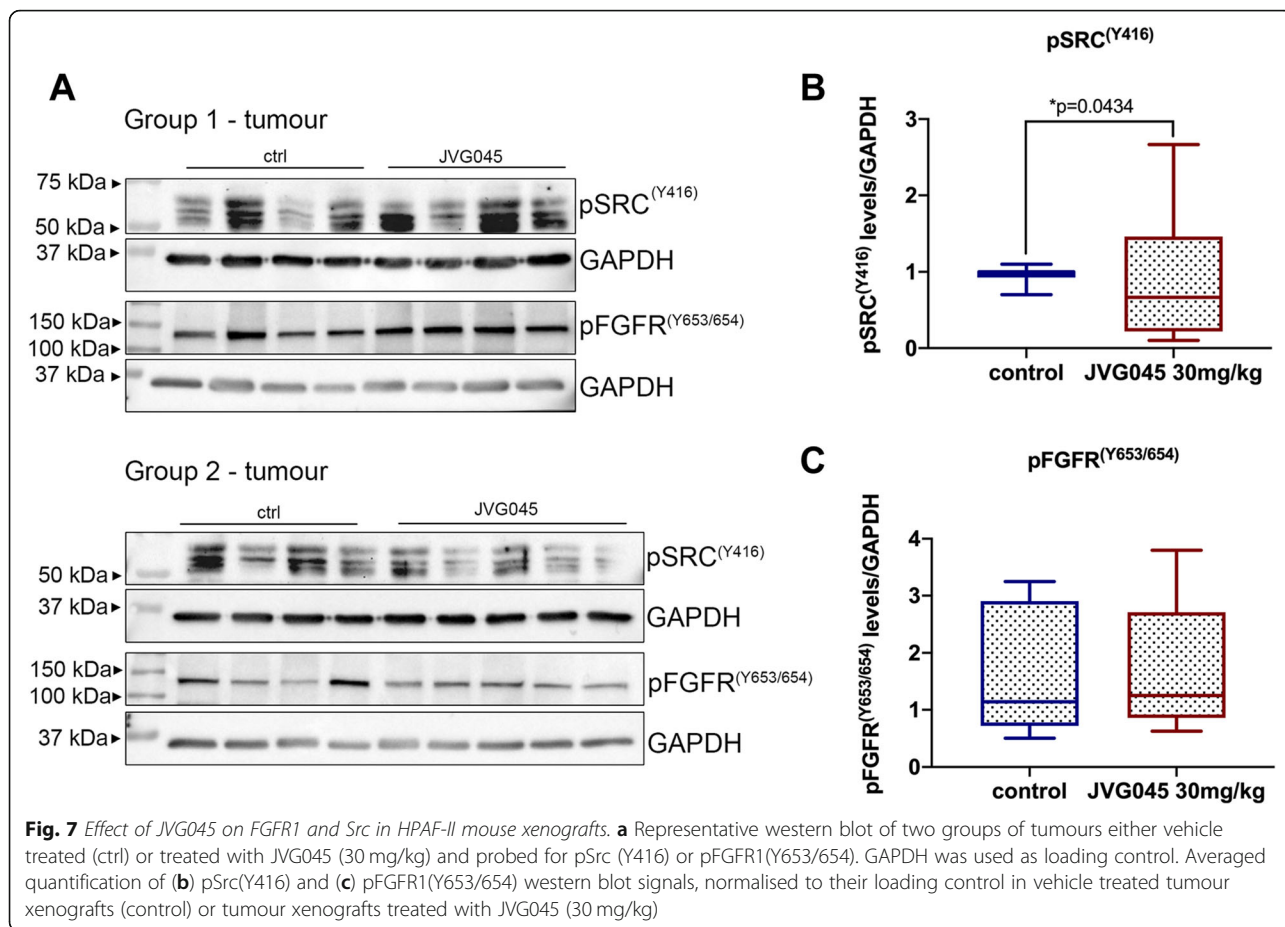 A
Group 1 - tumour
ctrl JVG045
75 kDa
50 kDa
pSRC(Y416)
37 kDa
GAPDH
150 kDa
100 kDa
pFGFR(Y653/654)
37 kDa
GAPDH
Group 2 - tumour
ctrl JVG045
50 kDa
pSRC(Y416)
37 kDa
GAPDH
150 kDa
100 kDa
pFGFR(Y653/654)
37 kDa
GAPDH
B
pSRC(Y416)
*p=0.0434
pSRC(Y416) levels/GAPDH
3
2
1
0
control JVG045 30mg/kg
C
pFGFR(Y653/654)
pFGFR(Y653/654) levels/GAPDH
4
3
2
1
0
control JVG045 30mg/kg
Fig. 7 Effect of JVG045 on FGFR1 and Src in HPAF-II mouse xenografts. a Representative western blot of two groups of tumours either vehicle
treated (ctrl) or treated with JVG045 (30 mg/kg) and probed for pSrc (Y416) or pFGFR1(Y653/654). GAPDH was used as loading control. Averaged
quantification of (b) pSrc(Y416) and (c) pFGFR1(Y653/654) western blot signals, normalised to their loading control in vehicle treated tumour
xenografts (control) or tumour xenografts treated with JVG045 (30 mg/kg)